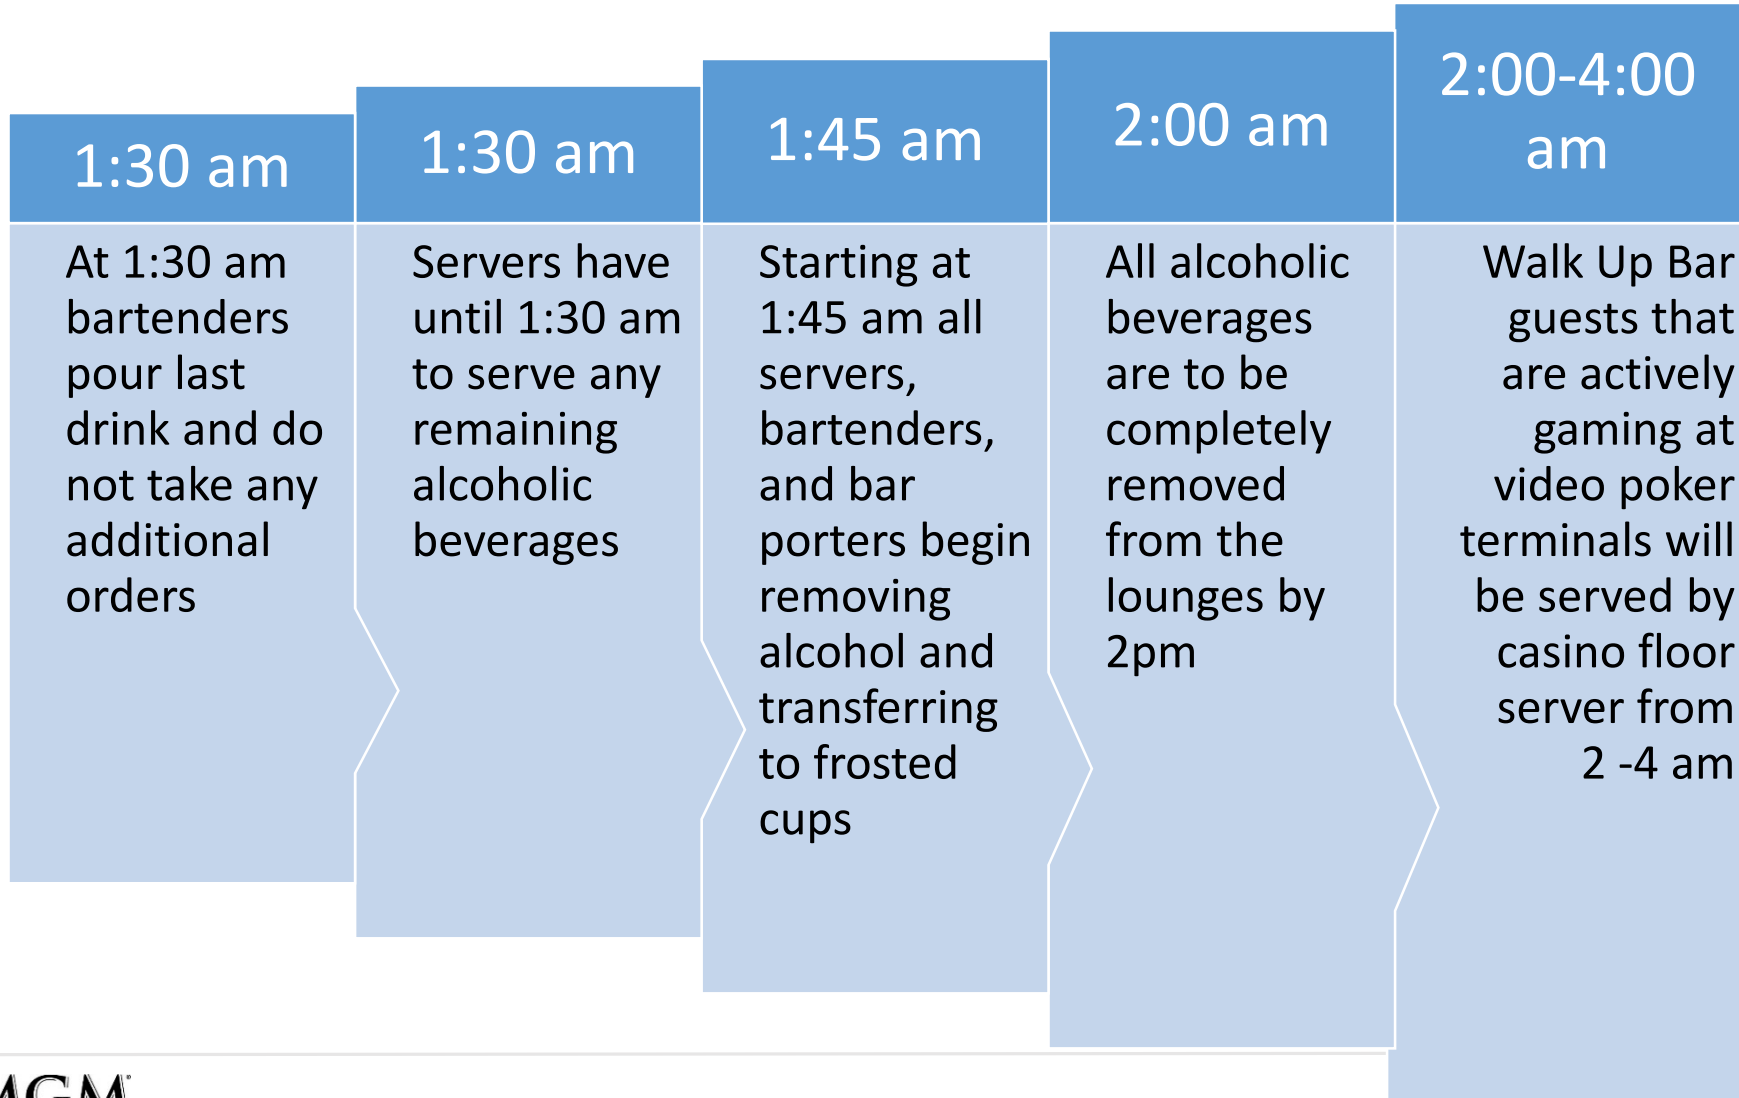 1:30 am
At 1:30 am
bartenders
pour last
drink and do
not take any
additional
orders
1:30 am
Servers have
until 1:30 am
to serve any
remaining
alcoholic
beverages
1:45 am
Starting at
1:45 am all
servers,
bartenders,
and bar
porters begin
removing
alcohol and
transferring
to frosted
cups
2:00 am
All alcoholic
beverages
are to be
completely
removed
from the
lounges by
2pm
2:00-4:00
am
Walk Up Bar
guests that
are actively
gaming at
video poker
terminals will
be served by
casino floor
server from
2 -4 am
MGM